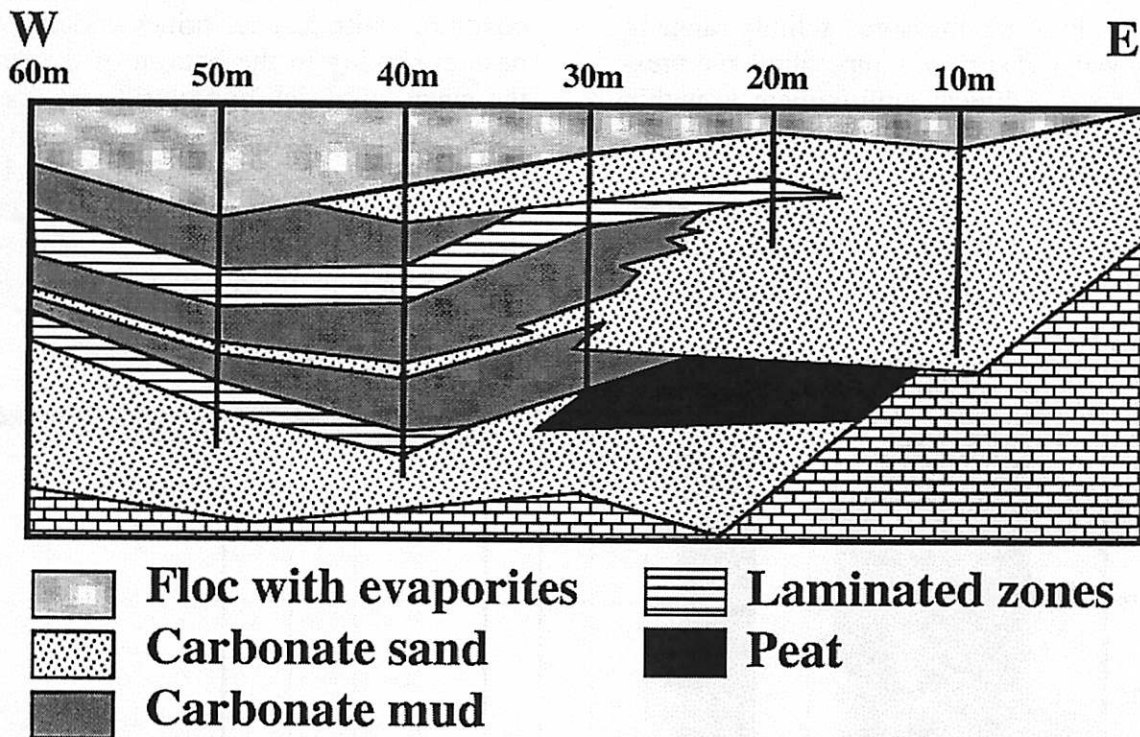 W E
60m 50m 40m 30m 20m 10m
Floc with evaporites
Carbonate sand
Carbonate mud
Laminated zones
Peat